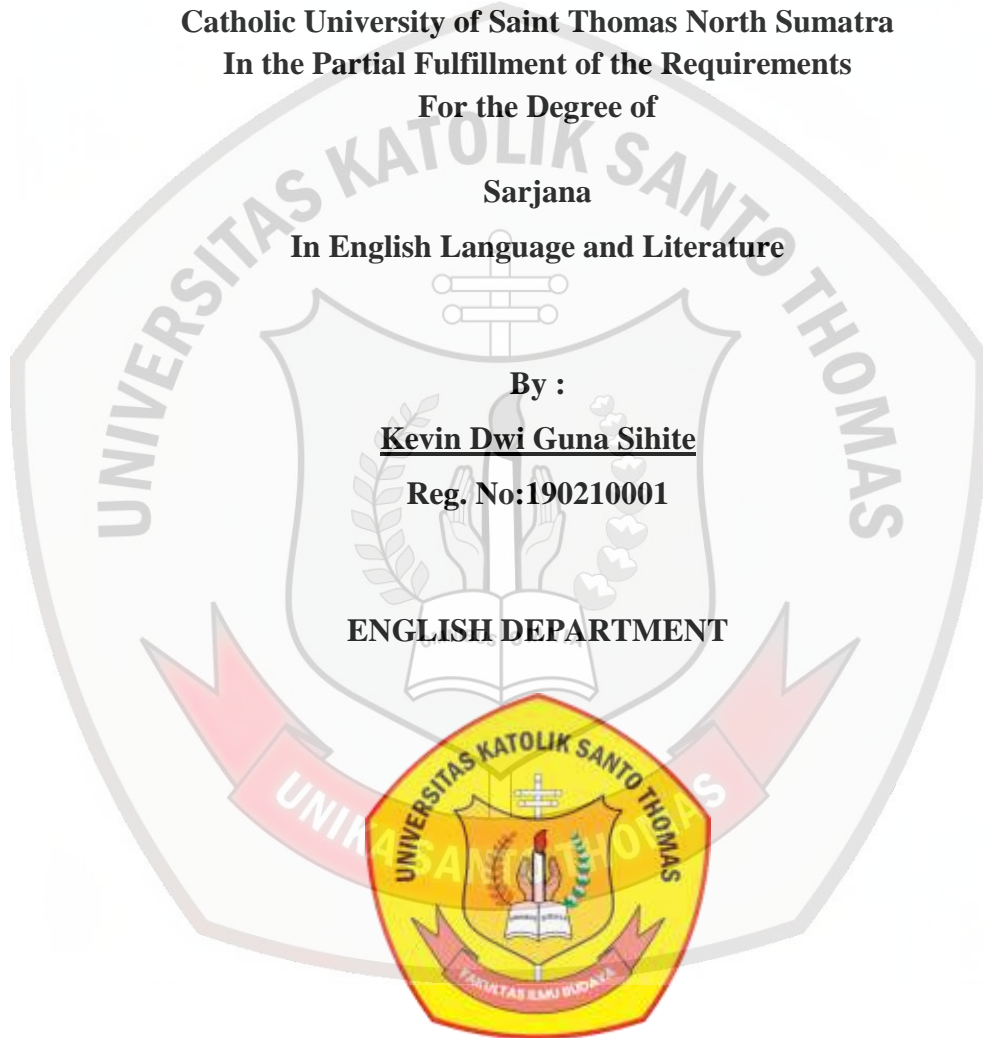 Catholic University of Saint Thomas North Sumatra
In the Partial Fulfillment of the Requirements
For the Degree of
Sarjana
In English Language and Literature
By :
Kevin Dwi Guna Sihite
Reg. No:190210001
ENGLISH DEPARTMENT
UNIVERSITAS KATOLIK SANTO THOMAS
UNIKA SANTO THOMAS
UNIVERSITAS KATOLIK SANTO THOMAS
FAKULTAS ILMU BUDAYA